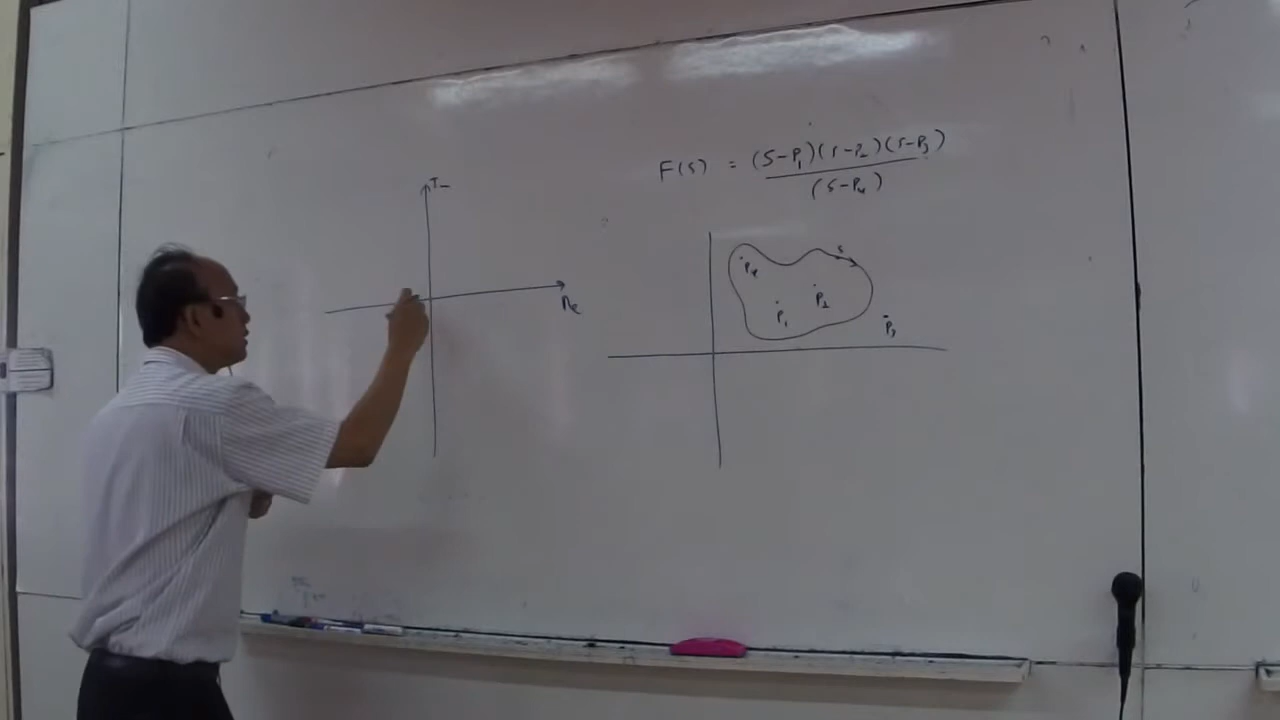 Im
Re
F(s) = (s-P₁)(s-P₂)(s-P₃)
(s-P₄)
s
P₄
P₂
P₁
P₃